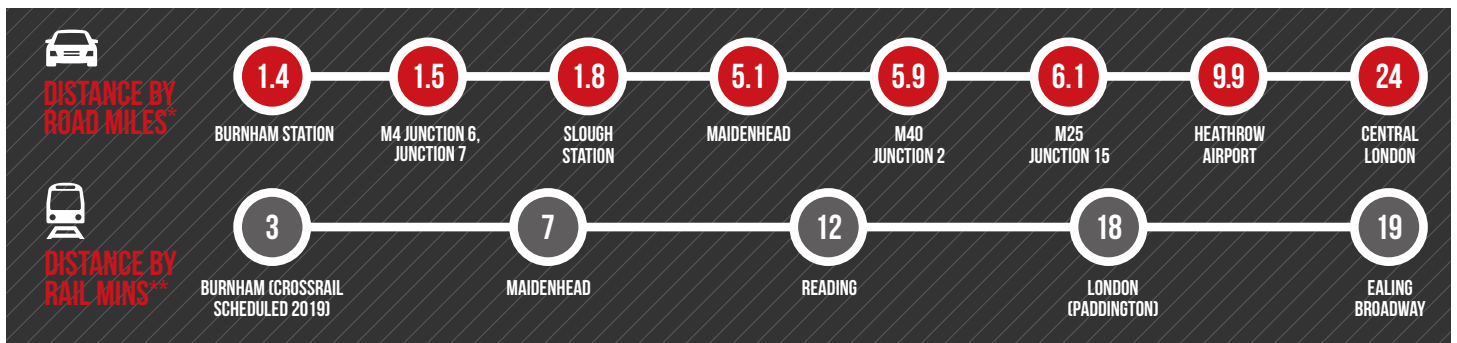 DISTANCE BY
ROAD MILES*
1.4
1.5
1.8
5.1
5.9
6.1
9.9
24
BURNHAM STATION
M4 JUNCTION 6,
JUNCTION 7
SLOUGH
STATION
MAIDENHEAD
M40
JUNCTION 2
M25
JUNCTION 15
HEATHROW
AIRPORT
CENTRAL
LONDON
DISTANCE BY
RAIL MINS**
3
7
12
18
19
BURNHAM (CROSSRAIL
SCHEDULED 2019)
MAIDENHEAD
READING
LONDON
(PADDINGTON)
EALING
BROADWAY